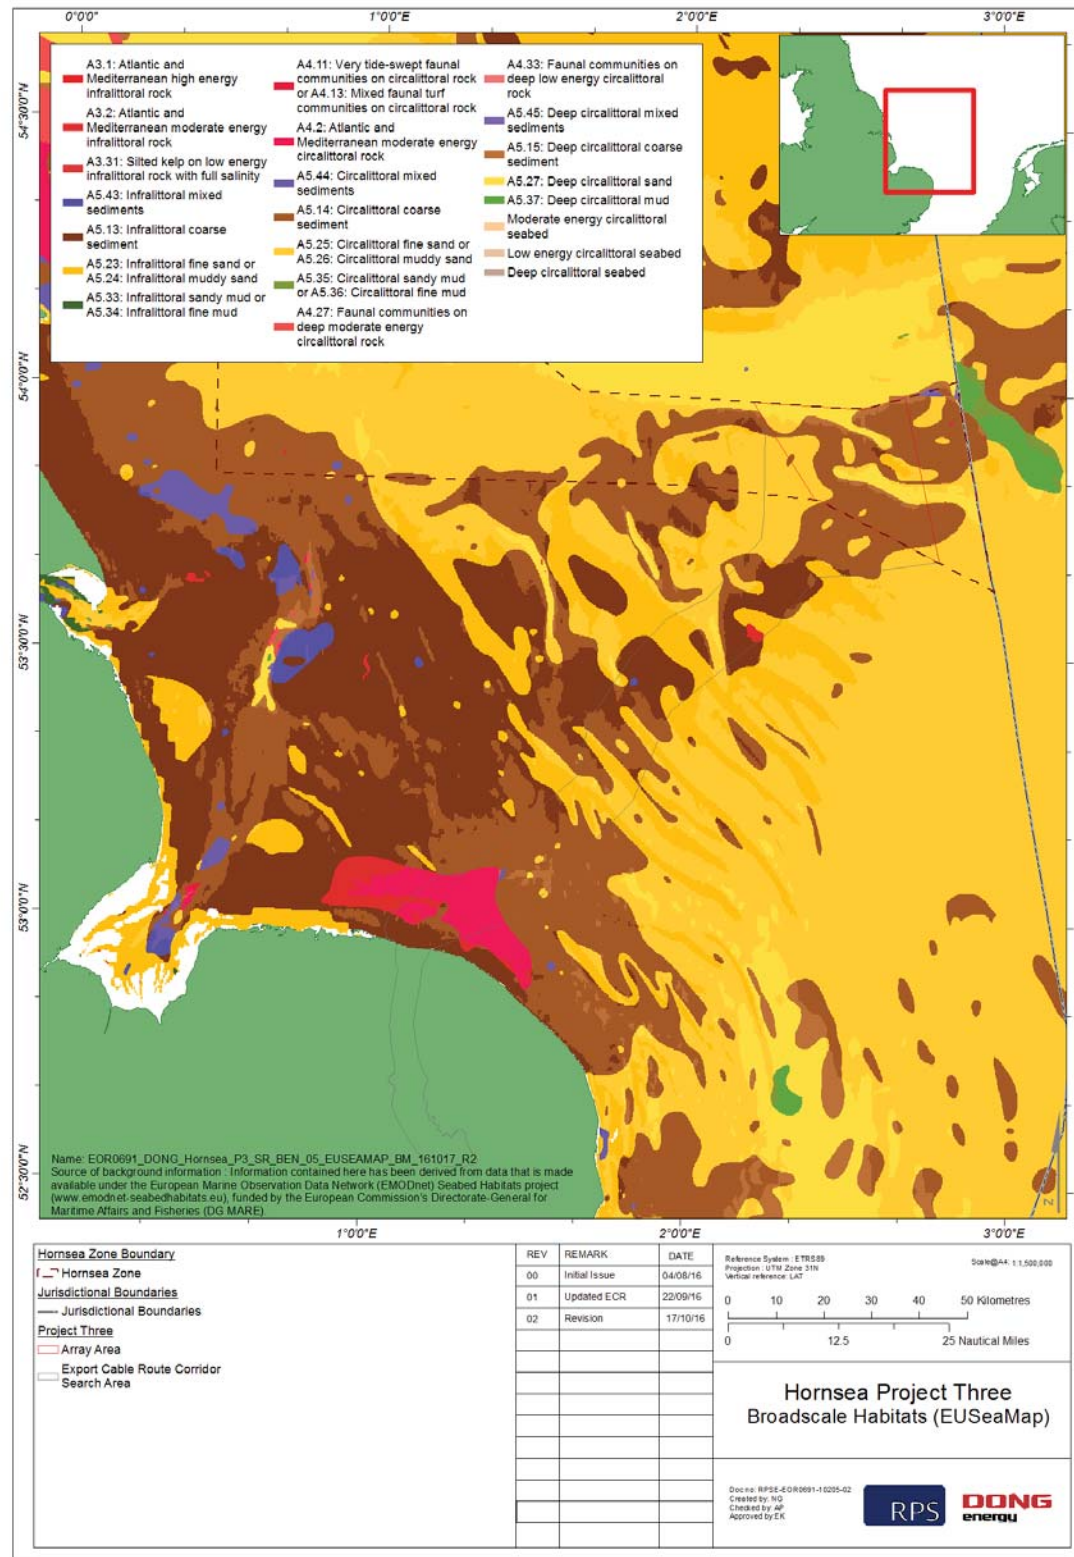 0°0'0"
1°0'0"E
2°0'0"E
3°0'0"E
54°30'0"N
54°0'0"N
53°30'0"N
53°0'0"N
52°30'0"N
A3.1: Atlantic and
Mediterranean high energy
infralittoral rock
A3.2: Atlantic and
Mediterranean moderate energy
infralittoral rock
A3.31: Silted kelp on low energy
infralittoral rock with full salinity
A5.43: Infralittoral mixed
sediments
A5.13: Infralittoral coarse
sediment
A5.23: Infralittoral fine sand or
A5.24: Infralittoral muddy sand
A5.33: Infralittoral sandy mud or
A5.34: Infralittoral fine mud
A4.11: Very tide-swept faunal
communities on circalittoral rock
or A4.13: Mixed faunal turf
communities on circalittoral rock
A4.2: Atlantic and
Mediterranean moderate energy
circalittoral rock
A5.44: Circalittoral mixed
sediments
A5.14: Circalittoral coarse
sediment
A5.25: Circalittoral fine sand or
A5.26: Circalittoral muddy sand
A5.35: Circalittoral sandy mud
or A5.36: Circalittoral fine mud
A4.27: Faunal communities on
deep moderate energy
circalittoral rock
A4.33: Faunal communities on
deep low energy circalittoral
rock
A5.45: Deep circalittoral mixed
sediments
A5.15: Deep circalittoral coarse
sediment
A5.27: Deep circalittoral sand
A5.37: Deep circalittoral mud
Moderate energy circalittoral
seabed
Low energy circalittoral seabed
Deep circalittoral seabed
Name: EOR0691_DONG_Hornsea_P3_SR_BEN_05_EUSEAMAP_BM_161017_R2
Source of background information : Information contained here has been derived from data that is made
available under the European Marine Observation Data Network (EMODnet) Seabed Habitats project
(www.emodnet-seabedhabitats.eu), funded by the European Commission's Directorate-General for
Maritime Affairs and Fisheries (DG MARE).
Z
1°0'0"E
2°0'0"E
3°0'0"E
Hornsea Zone Boundary
Hornsea Zone
Jurisdictional Boundaries
Jurisdictional Boundaries
Project Three
Array Area
Export Cable Route Corridor
Search Area
REV REMARK DATE
00 Initial Issue 04/08/16
01 Updated ECR 22/09/16
02 Revision 17/10/16
Reference System : ETRS89
Projection : UTM Zone 31N
Vertical reference: LAT
Scale@A4: 1:1,500,000
0 10 20 30 40 50 Kilometres
0 12.5 25 Nautical Miles
Hornsea Project Three
Broadscale Habitats (EUSeaMap)
Doc no: RPSE-EOR0691-10205-02
Created by: NG
Checked by: AP
Approved by:EK
RPS
DONG
energy